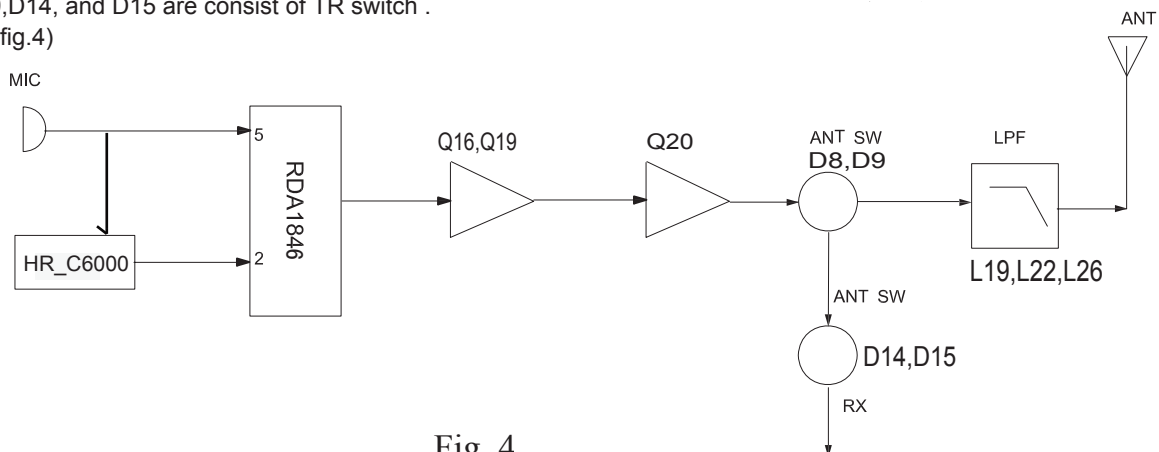 ,D14, and D15 are consist of TR switch .
fig.4)
ANT
MIC
5
RDA1846
Q16,Q19
Q20
ANT SW
D8,D9
LPF
HR_C6000
2
L19,L22,L26
ANT SW
D14,D15
RX
Fig. 4